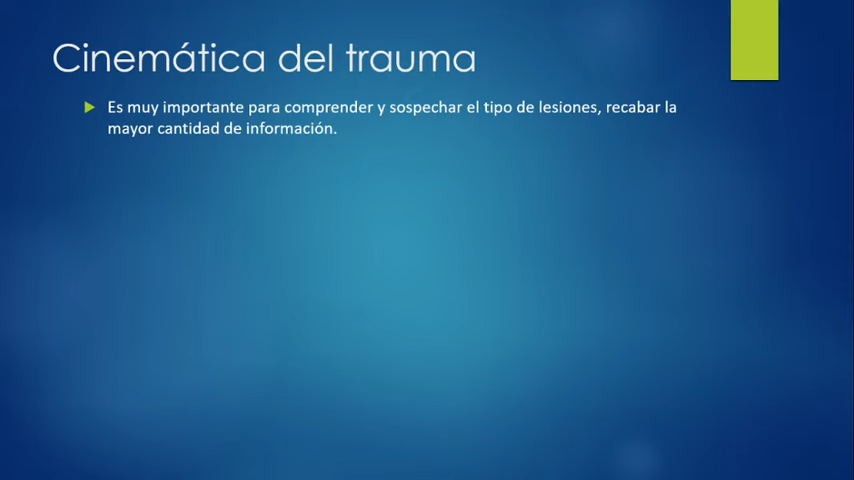 Cinemática del trauma
Es muy importante para comprender y sospechar el tipo de lesiones, recabar la
mayor cantidad de información.